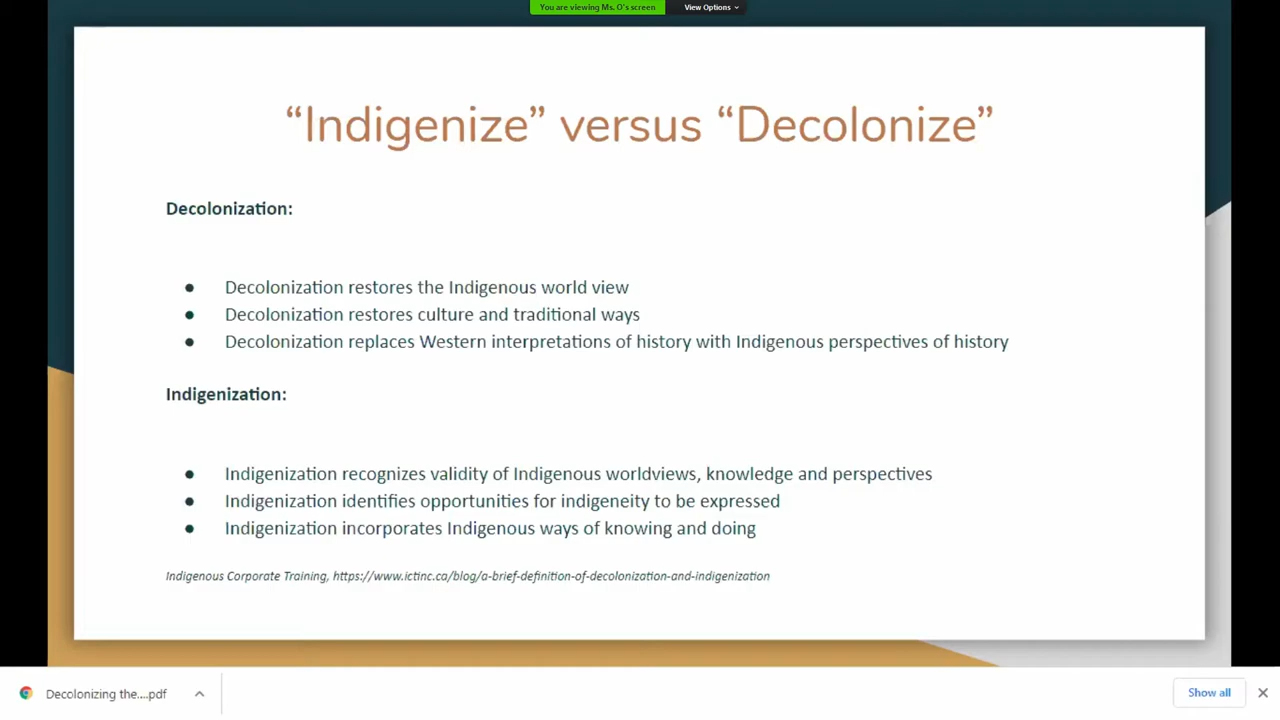 You are viewing Ms. O's screen
View Options
“Indigenize” versus “Decolonize”
Decolonization:
● Decolonization restores the Indigenous world view
● Decolonization restores culture and traditional ways
● Decolonization replaces Western interpretations of history with Indigenous perspectives of history
Indigenization:
● Indigenization recognizes validity of Indigenous worldviews, knowledge and perspectives
● Indigenization identifies opportunities for indigeneity to be expressed
● Indigenization incorporates Indigenous ways of knowing and doing
Indigenous Corporate Training, https://www.ictinc.ca/blog/a-brief-definition-of-decolonization-and-indigenization
Decolonizing the....pdf
Show all